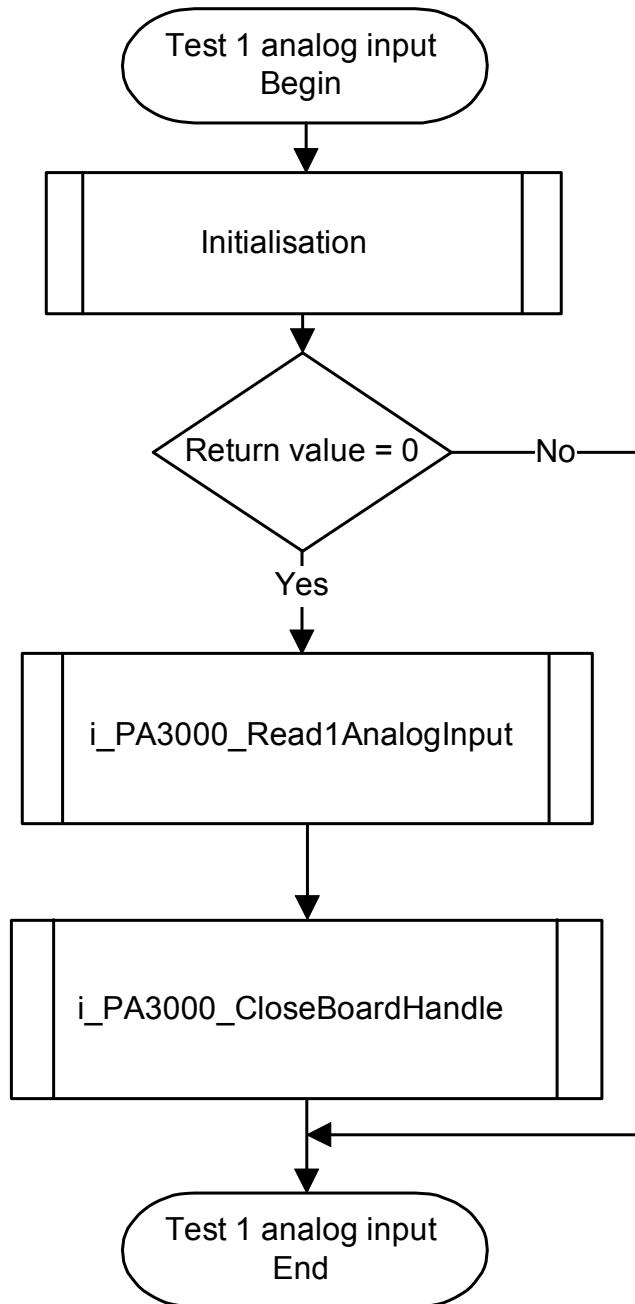 Test 1 analog input
Begin
Initialisation
Return value = 0
No
Yes
i_PA3000_Read1AnalogInput
i_PA3000_CloseBoardHandle
Test 1 analog input
End